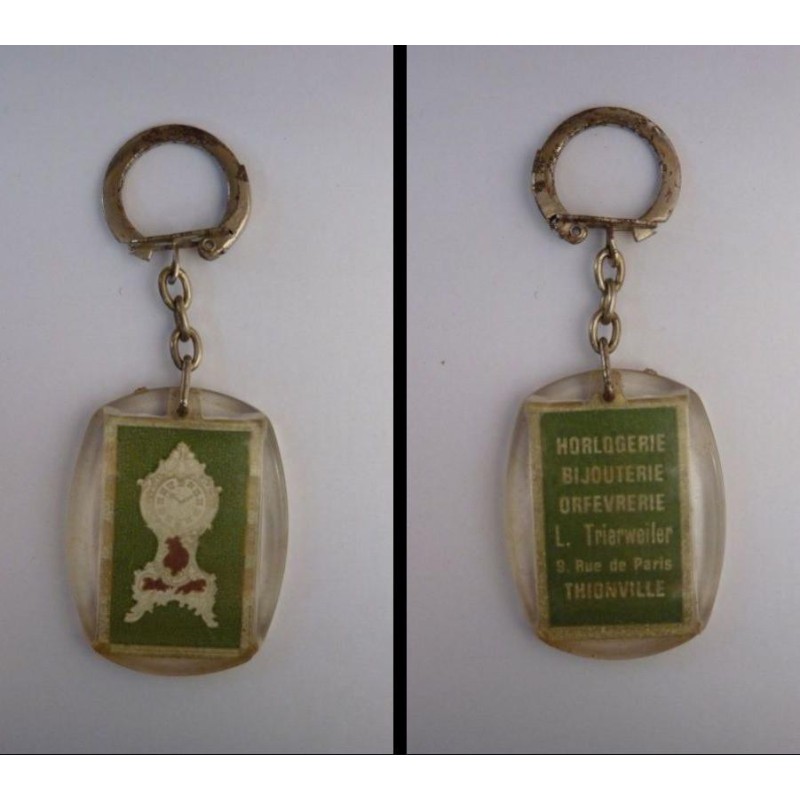 HORLOGERIE
BIJOUTERIE
ORFEVRERIE
L. Trierweiler
9. Rue de Paris
THIONVILLE